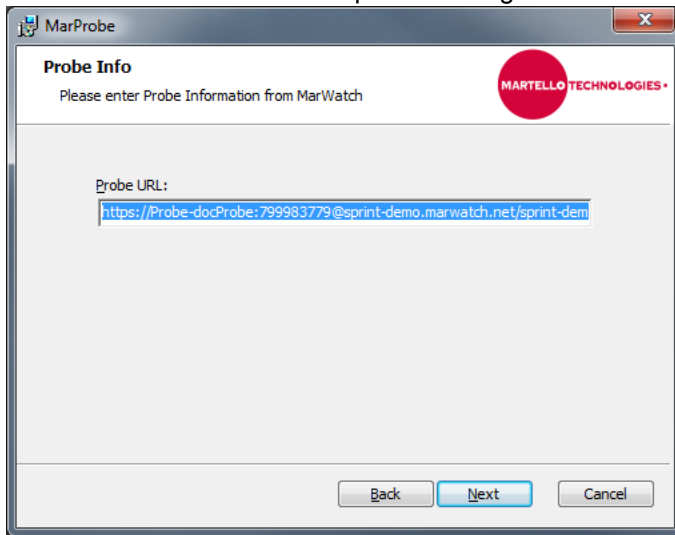 MarProbe
Probe Info
Please enter Probe Information from MarWatch
MARTELLO TECHNOLOGIES
Probe URL:
https://Probe-docProbe:799983779@sprint-demo.marwatch.net/sprint-dem
Back Next Cancel